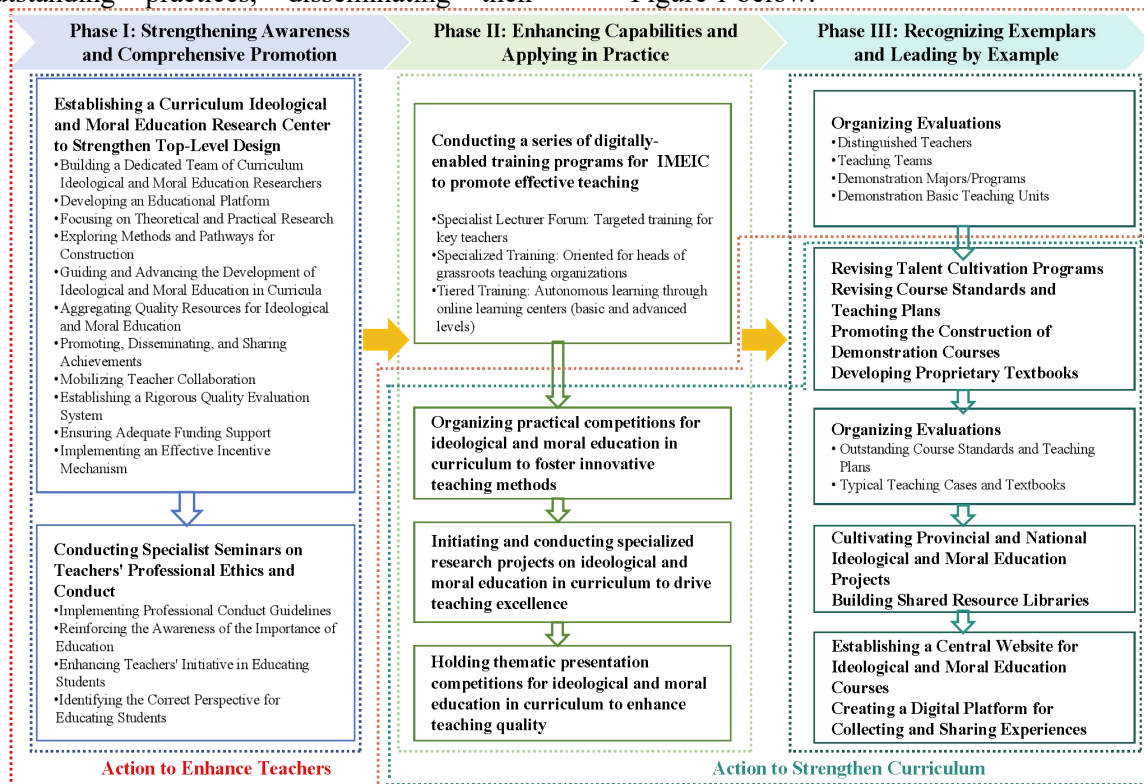 outstanding practices, disseminating their
Figure 1 below.
Phase I: Strengthening Awareness
and Comprehensive Promotion
Phase II: Enhancing Capabilities and
Applying in Practice
Phase III: Recognizing Exemplars
and Leading by Example
Establishing a Curriculum Ideological
and Moral Education Research Center
to Strengthen Top-Level Design
•Building a Dedicated Team of Curriculum
Ideological and Moral Education Researchers
•Developing an Educational Platform
•Focusing on Theoretical and Practical Research
•Exploring Methods and Pathways for
Construction
•Guiding and Advancing the Development of
Ideological and Moral Education in Curricula
•Aggregating Quality Resources for Ideological
and Moral Education
•Promoting, Disseminating, and Sharing
Achievements
•Mobilizing Teacher Collaboration
•Establishing a Rigorous Quality Evaluation
System
•Ensuring Adequate Funding Support
•Implementing an Effective Incentive
Mechanism
Conducting Specialist Seminars on
Teachers' Professional Ethics and
Conduct
•Implementing Professional Conduct Guidelines
•Reinforcing the Awareness of the Importance of
Education
•Enhancing Teachers' Initiative in Educating
Students
•Identifying the Correct Perspective for
Educating Students
Conducting a series of digitally-
enabled training programs for IMEIC
to promote effective teaching
•Specialist Lecturer Forum: Targeted training for
key teachers
•Specialized Training: Oriented for heads of
grassroots teaching organizations
•Tiered Training: Autonomous learning through
online learning centers (basic and advanced
levels)
Organizing practical competitions for
ideological and moral education in
curriculum to foster innovative
teaching methods
Initiating and conducting specialized
research projects on ideological and
moral education in curriculum to drive
teaching excellence
Holding thematic presentation
competitions for ideological and moral
education in curriculum to enhance
teaching quality
Organizing Evaluations
•Distinguished Teachers
•Teaching Teams
•Demonstration Majors/Programs
•Demonstration Basic Teaching Units
Revising Talent Cultivation Programs
Revising Course Standards and
Teaching Plans
Promoting the Construction of
Demonstration Courses
Developing Proprietary Textbooks
Organizing Evaluations
• Outstanding Course Standards and Teaching
Plans
• Typical Teaching Cases and Textbooks
Cultivating Provincial and National
Ideological and Moral Education
Projects
Building Shared Resource Libraries
Establishing a Central Website for
Ideological and Moral Education
Courses
Creating a Digital Platform for
Collecting and Sharing Experiences
Action to Enhance Teachers
Action to Strengthen Curriculum